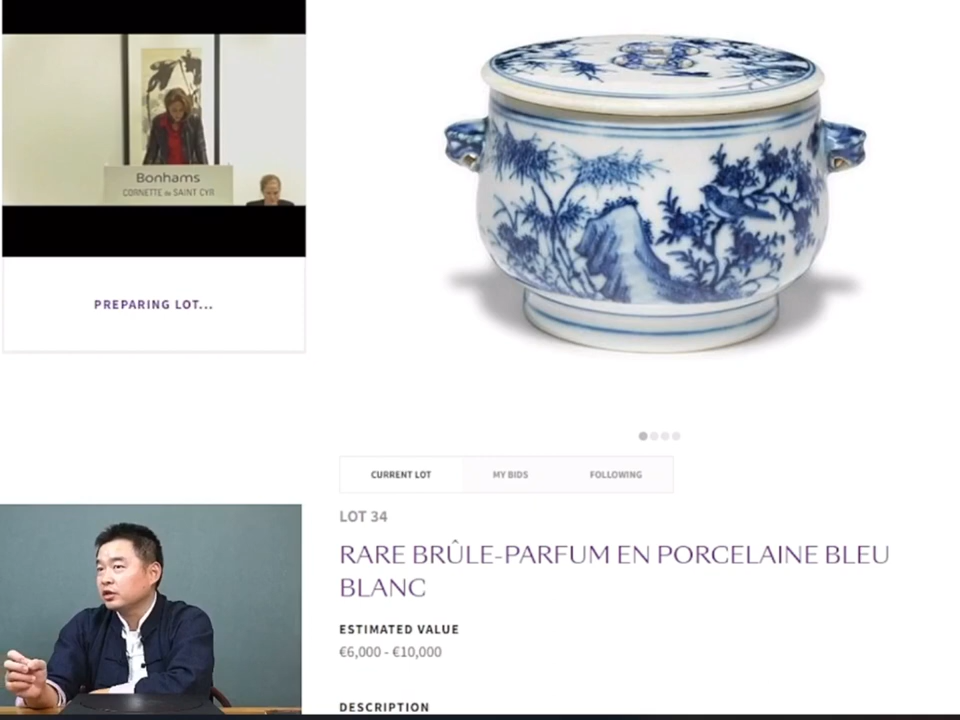 Bonhams
CORNETTE de SAINT CYR
PREPARING LOT...
CURRENT LOT
MY BIDS
FOLLOWING
LOT 34
RARE BRÛLE-PARFUM EN PORCELAINE BLEU
BLANC
ESTIMATED VALUE
€6,000 - €10,000
DESCRIPTION